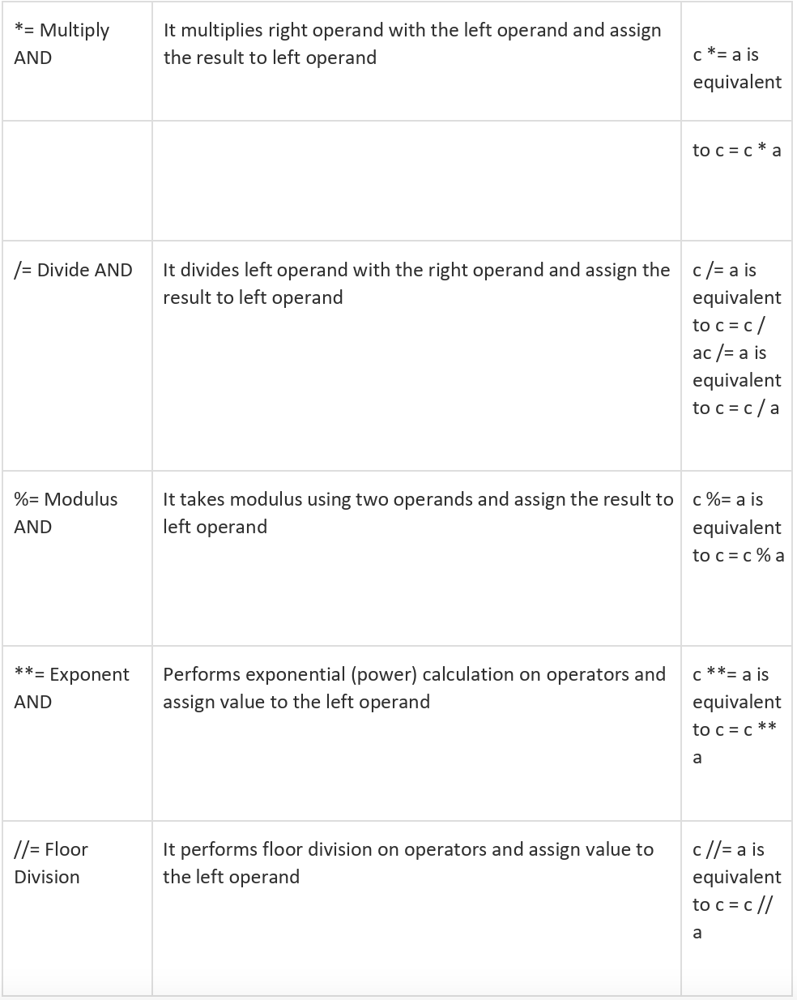 *= Multiply
AND
It multiplies right operand with the left operand and assign
the result to left operand
c *= a is
equivalent
to c = c * a
/= Divide AND
It divides left operand with the right operand and assign the
result to left operand
c /= a is
equivalent
to c = c /
ac /= a is
equivalent
to c = c / a
%= Modulus
AND
It takes modulus using two operands and assign the result to
left operand
c %= a is
equivalent
to c = c % a
**= Exponent
AND
Performs exponential (power) calculation on operators and
assign value to the left operand
c **= a is
equivalent
to c = c **
a
//= Floor
Division
It performs floor division on operators and assign value to
the left operand
c //= a is
equivalent
to c = c //
a